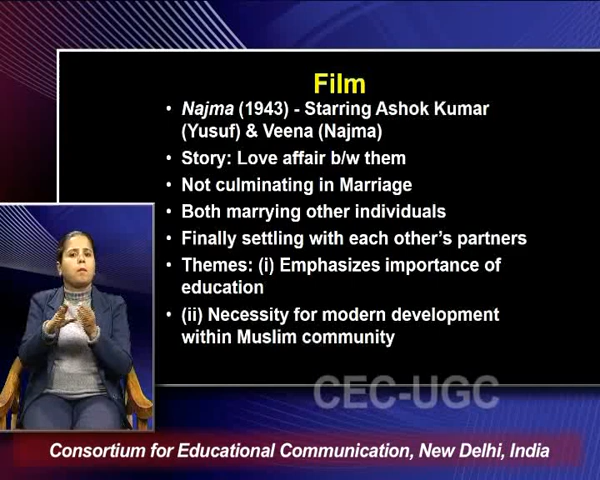 Film
• Najma (1943) - Starring Ashok Kumar
(Yusuf) & Veena (Najma)
• Story: Love affair b/w them
• Not culminating in Marriage
• Both marrying other individuals
• Finally settling with each other's partners
• Themes: (i) Emphasizes importance of
education
• (ii) Necessity for modern development
within Muslim community
CEC-UGC
Consortium for Educational Communication, New Delhi, India